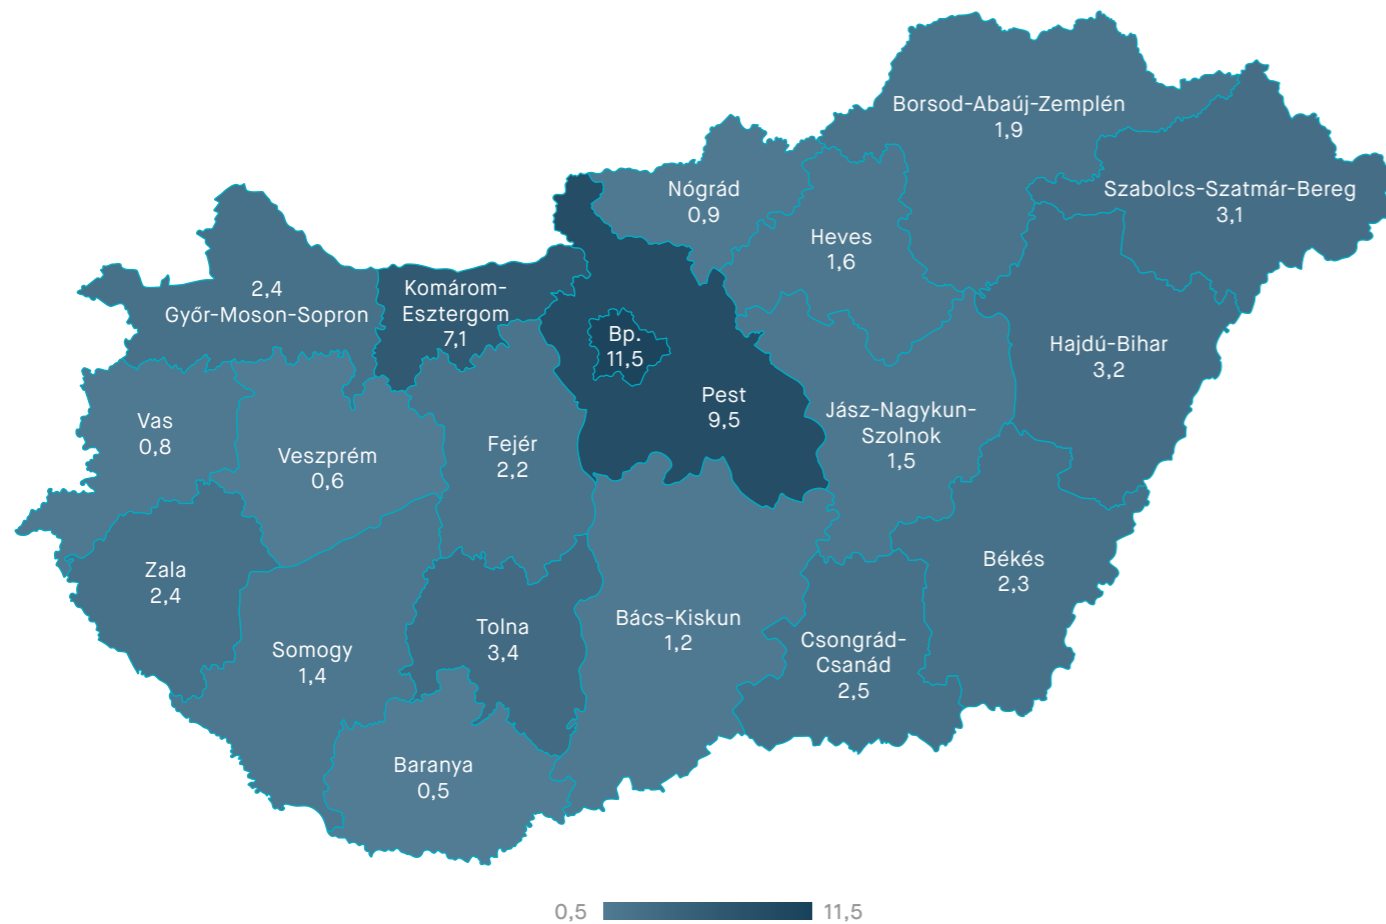 Borsod-Abaúj-Zemplén
1,9
Nógrád
0,9
Szabolcs-Szatmár-Bereg
3,1
Heves
1,6
2,4
Győr-Moson-Sopron
Komárom-
Esztergom
7,1
Bp.
11,5
Hajdú-Bihar
3,2
Pest
9,5
Jász-Nagykun-
Szolnok
1,5
Vas
0,8
Veszprém
0,6
Fejér
2,2
Zala
2,4
Békés
2,3
Bács-Kiskun
1,2
Tolna
3,4
Csongrád-
Csanád
2,5
Somogy
1,4
Baranya
0,5
0,5
11,5